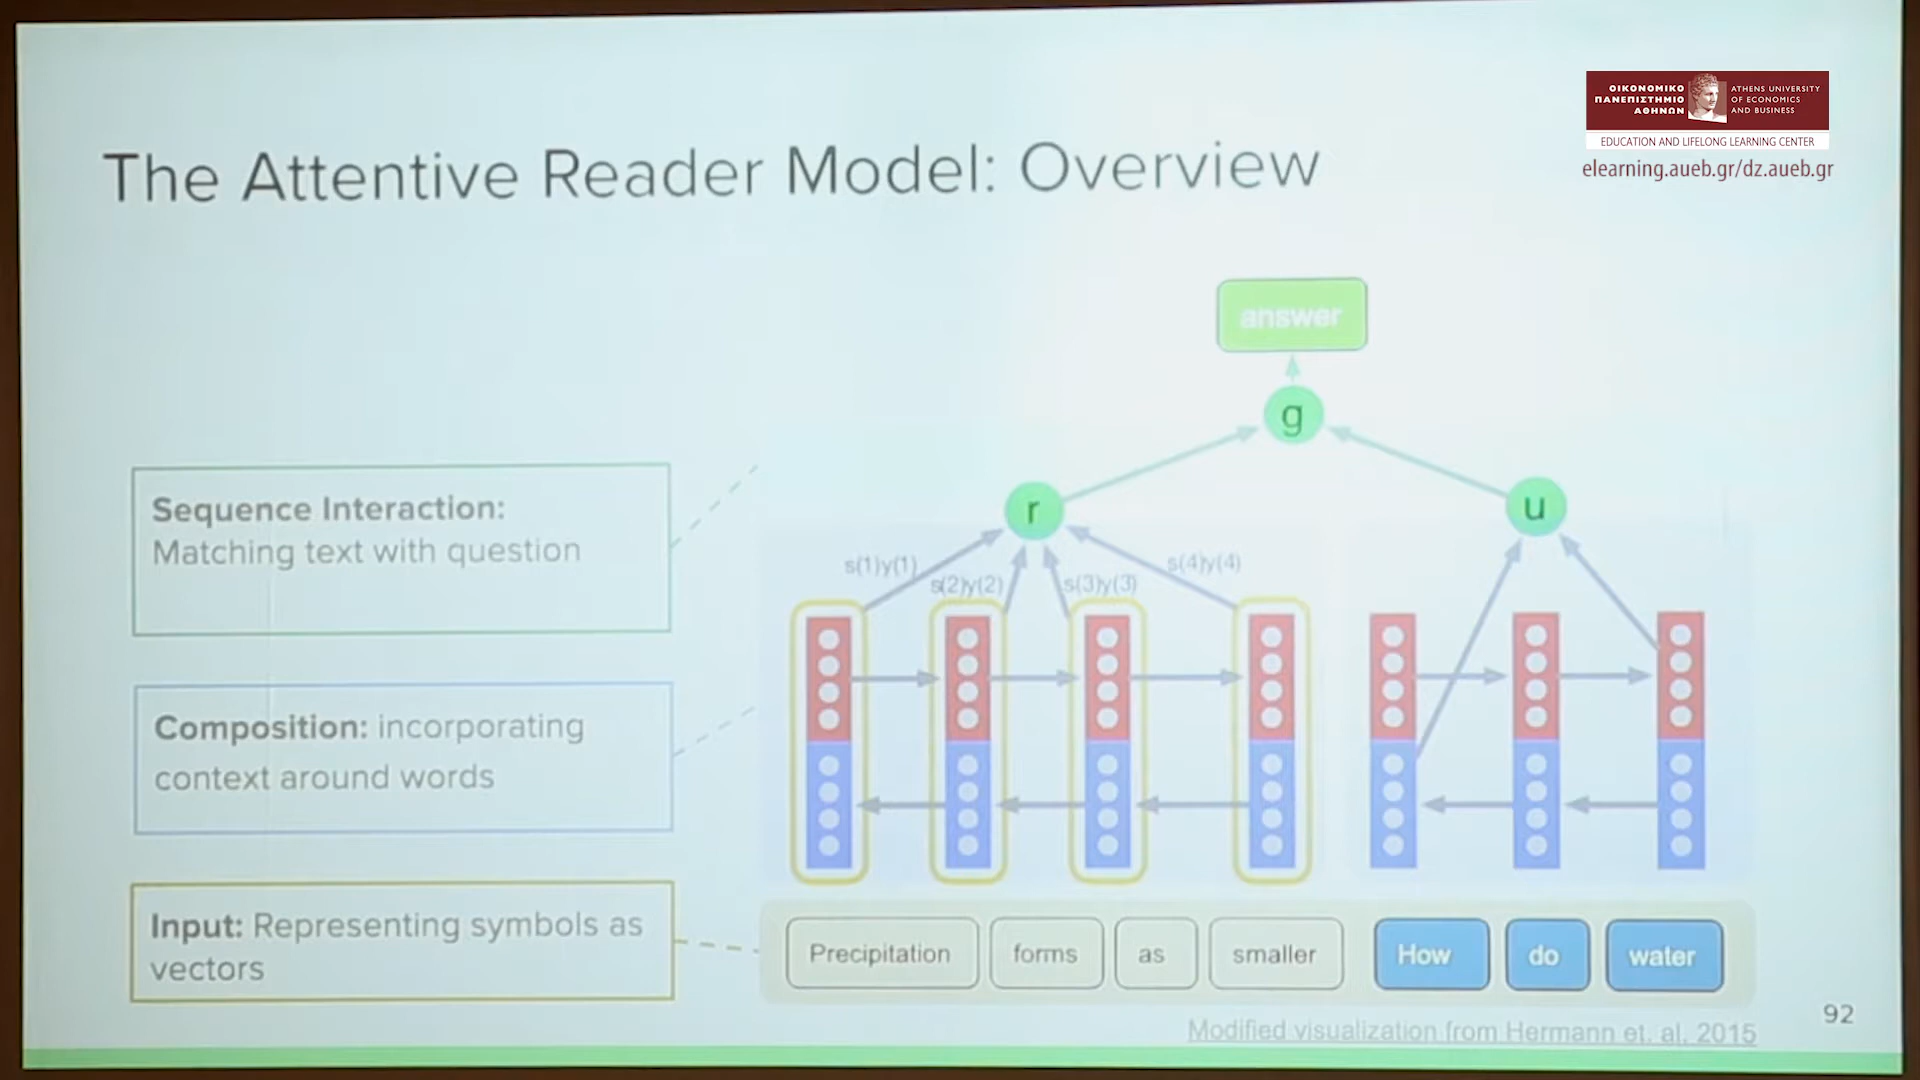 ΟΙΚΟΝΟΜΙΚΟ
ΠΑΝΕΠΙΣΤΗΜΙΟ
ΑΘΗΝΩΝ
ATHENS UNIVERSITY
OF ECONOMICS
AND BUSINESS
EDUCATION AND LIFELONG LEARNING CENTER
elearning.aueb.gr/dz.aueb.gr
The Attentive Reader Model: Overview
answer
g
r
u
Sequence Interaction:
Matching text with question
s(1)y(1)
s(2)y(2)
s(3)y(3)
s(4)y(4)
Composition: incorporating
context around words
Input: Representing symbols as
vectors
Precipitation
forms
as
smaller
How
do
water
92
Modified visualization from Hermann et. al. 2015